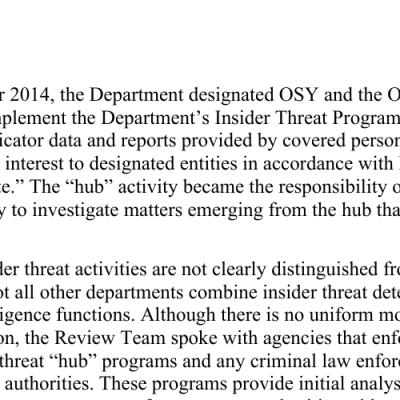 r 2014, the Department designated OSY and the O
nplement the Department’s Insider Threat Program
icator data and reports provided by covered person
interest to designated entities in accordance with
te.” The “hub” activity became the responsibility o
y to investigate matters emerging from the hub tha
der threat activities are not clearly distinguished fr
ot all other departments combine insider threat dete
ligence functions. Although there is no uniform mo
on, the Review Team spoke with agencies that enfo
threat “hub” programs and any criminal law enforc
authorities. These programs provide initial analys